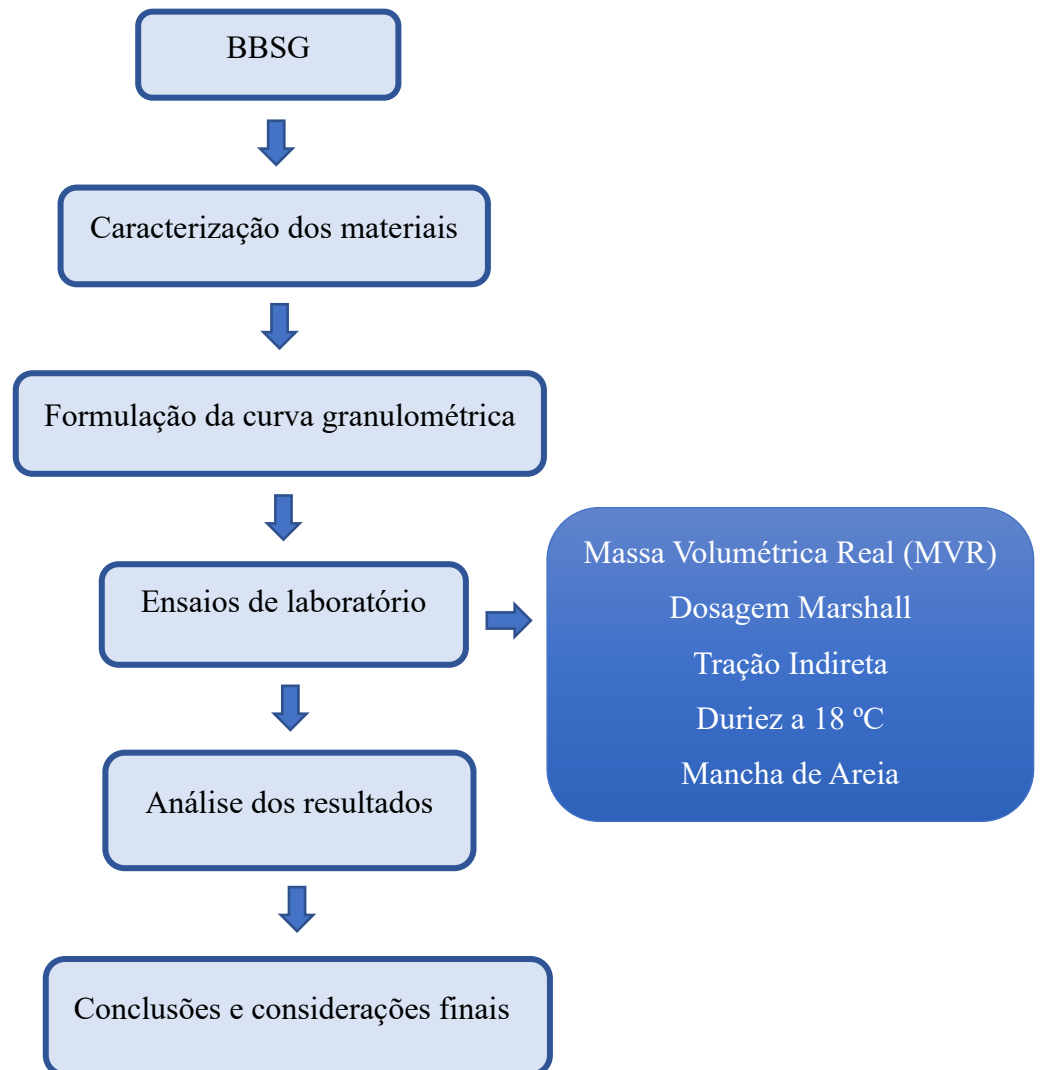 BBSG
Caracterização dos materiais
Formulação da curva granulométrica
Ensaios de laboratório
Massa Volumétrica Real (MVR)
Dosagem Marshall
Tração Indireta
Duriez a 18 ºC
Mancha de Areia
Análise dos resultados
Conclusões e considerações finais